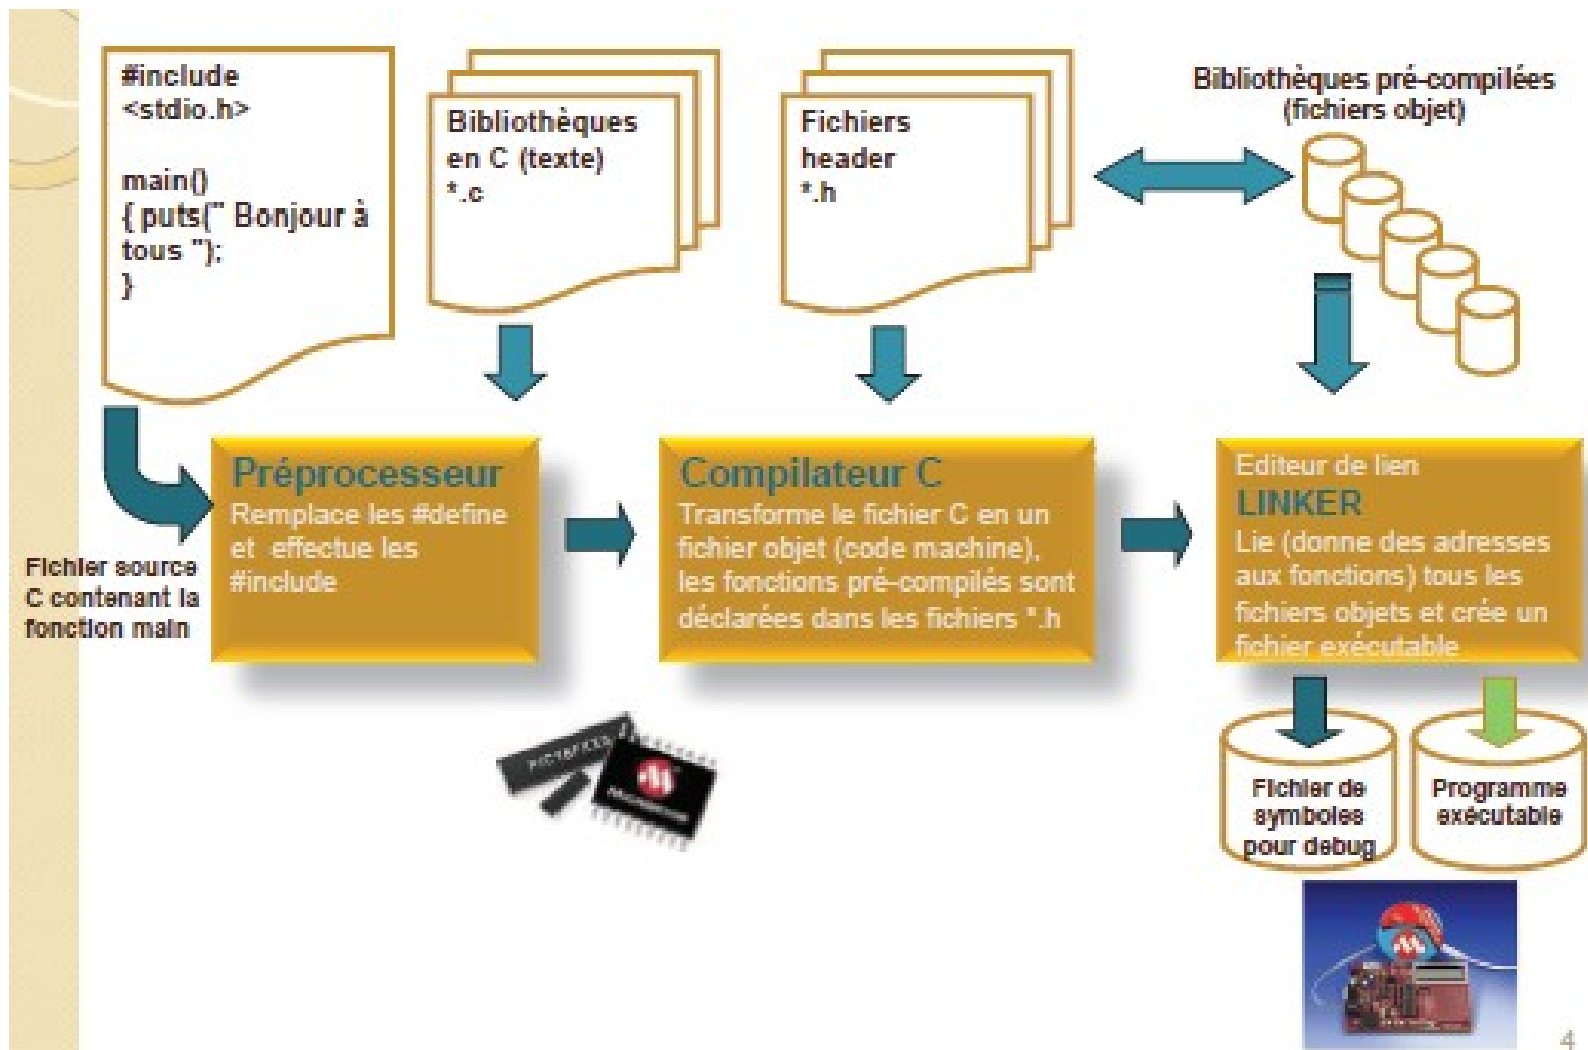 #include
<stdio.h>
main()
{ puts(" Bonjour à
tous ");
}
Bibliothèques
en C (texte)
*.c
Fichiers
header
*.h
Bibliothèques pré-compilées
(fichiers objet)
Fichier source
C contenant la
fonction main
Préprocesseur
Remplace les #define
et effectue les
#include
Compilateur C
Transforme le fichier C en un
fichier objet (code machine),
les fonctions pré-compilés sont
déclarées dans les fichiers *.h
Editeur de lien
LINKER
Lie (donne des adresses
aux fonctions) tous les
fichiers objets et crée un
fichier exécutable
Fichier de
symboles
pour debug
Programme
exécutable
4